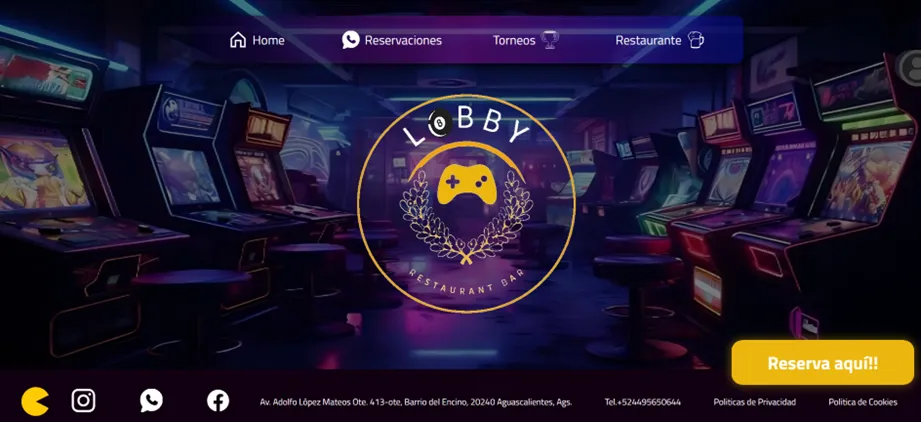 Home
Reservaciones
Torneos
Restaurante
LOBBY
8
RESTAURANT BAR
Reserva aquí!!
Av. Adolfo López Mateos Ote. 413-ote, Barrio del Encino, 20240 Aguascalientes, Ags.
Tel.+524495650644
Politicas de Privacidad
Politica de Cookies